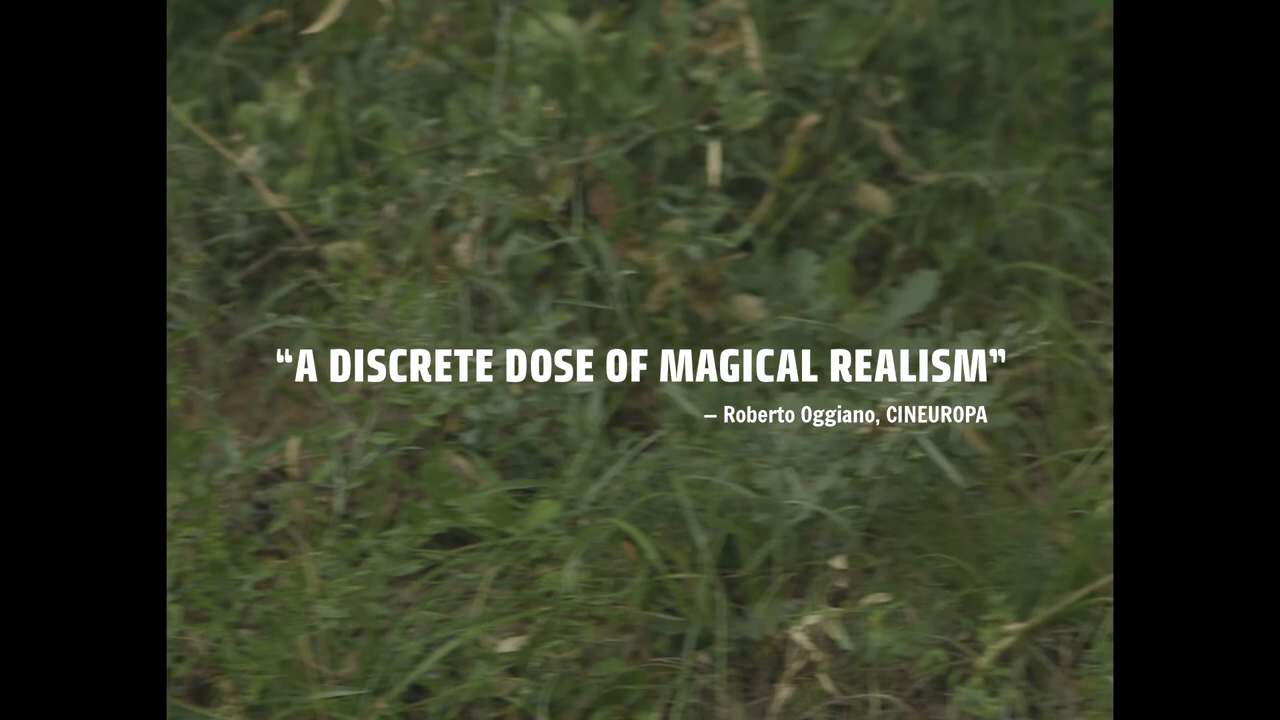 “A DISCRETE DOSE OF MAGICAL REALISM”
– Roberto Oggiano, CINEUROPA